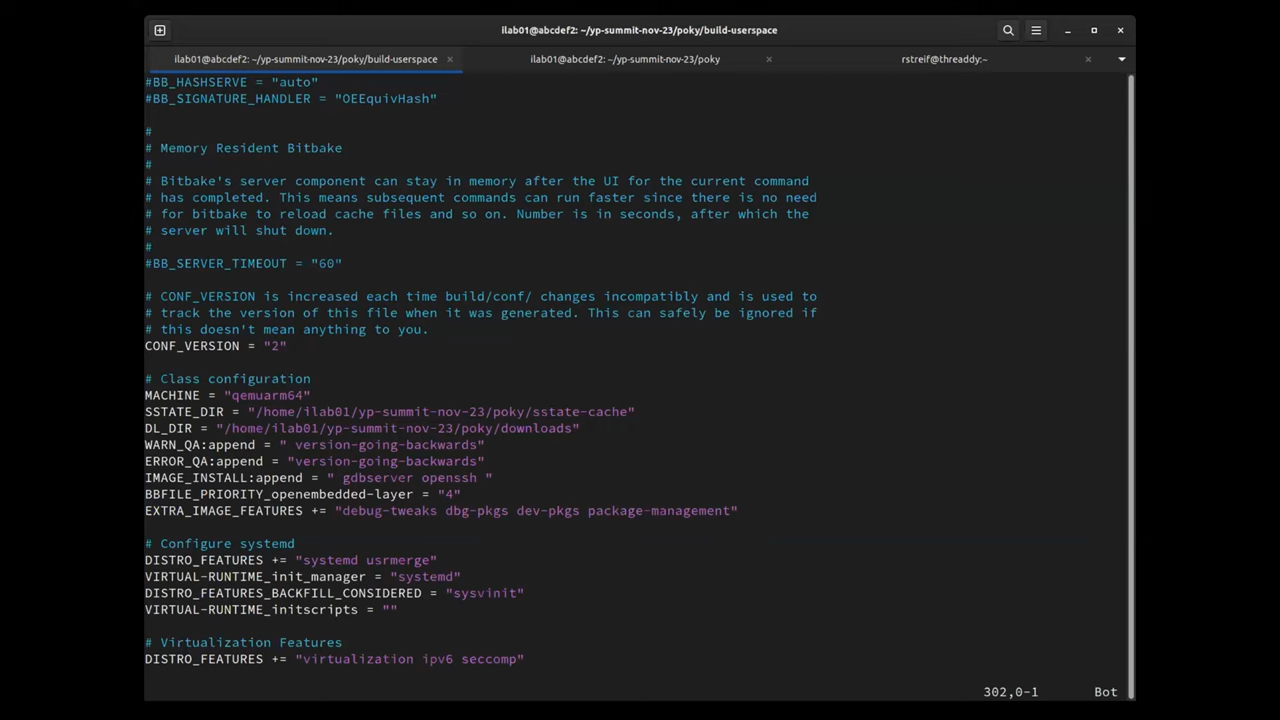 ilab01@abcdef2: ~/yp-summit-nov-23/poky/build-userspace
ilab01@abcdef2: ~/yp-summit-nov-23/poky/build-userspace
ilab01@abcdef2: ~/yp-summit-nov-23/poky
rstreif@threaddy:~
#BB_HASHSERVE = "auto"
#BB_SIGNATURE_HANDLER = "OEEquivHash"
#
# Memory Resident Bitbake
#
# Bitbake's server component can stay in memory after the UI for the current command
# has completed. This means subsequent commands can run faster since there is no need
# for bitbake to reload cache files and so on. Number is in seconds, after which the
# server will shut down.
#
#BB_SERVER_TIMEOUT = "60"
# CONF_VERSION is increased each time build/conf/ changes incompatibly and is used to
# track the version of this file when it was generated. This can safely be ignored if
# this doesn't mean anything to you.
CONF_VERSION = "2"
# Class configuration
MACHINE = "qemuarm64"
SSTATE_DIR = "/home/ilab01/yp-summit-nov-23/poky/sstate-cache"
DL_DIR = "/home/ilab01/yp-summit-nov-23/poky/downloads"
WARN_QA:append = " version-going-backwards"
ERROR_QA:append = "version-going-backwards"
IMAGE_INSTALL:append = " gdbserver openssh "
BBFILE_PRIORITY_openembedded-layer = "4"
EXTRA_IMAGE_FEATURES += "debug-tweaks dbg-pkgs dev-pkgs package-management"
# Configure systemd
DISTRO_FEATURES += "systemd usrmerge"
VIRTUAL-RUNTIME_init_manager = "systemd"
DISTRO_FEATURES_BACKFILL_CONSIDERED = "sysvinit"
VIRTUAL-RUNTIME_initscripts = ""
# Virtualization Features
DISTRO_FEATURES += "virtualization ipv6 seccomp"
302,0-1 Bot